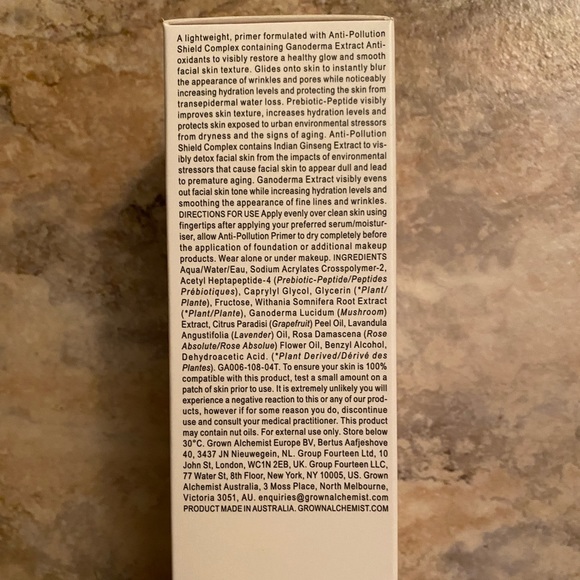 A lightweight, primer formulated with Anti-Pollution
Shield Complex containing Ganoderma Extract Anti-
oxidants to visibly restore a healthy glow and smooth
facial skin texture. Glides onto skin to instantly blur
the appearance of wrinkles and pores while noticeably
increasing hydration levels and protecting the skin from
transepidermal water loss. Prebiotic-Peptide visibly
improves skin texture, increases hydration levels and
protects skin exposed to urban environmental stressors
from dryness and the signs of aging. Anti-Pollution
Shield Complex contains Indian Ginseng Extract to vis-
ibly detox facial skin from the impacts of environmental
stressors that cause facial skin to appear dull and lead
to premature aging. Ganoderma Extract visibly evens
out facial skin tone while increasing hydration levels and
smoothing the appearance of fine lines and wrinkles.
DIRECTIONS FOR USE Apply evenly over clean skin using
fingertips after applying your preferred serum/moistur-
iser, allow Anti-Pollution Primer to dry completely before
the application of foundation or additional makeup
products. Wear alone or under makeup. INGREDIENTS
Aqua/Water/Eau, Sodium Acrylates Crosspolymer-2,
Acetyl Heptapeptide-4 (Prebiotic-Peptide/Peptides
Prébiotiques), Caprylyl Glycol, Glycerin (*Plant/
Plante), Fructose, Withania Somnifera Root Extract
(*Plant/Plante), Ganoderma Lucidum (Mushroom)
Extract, Citrus Paradisi (Grapefruit) Peel Oil, Lavandula
Angustifolia (Lavender) Oil, Rosa Damascena (Rose
Absolute/Rose Absolue) Flower Oil, Benzyl Alcohol,
Dehydroacetic Acid. (*Plant Derived/Dérivé des
Plantes). GA006-108-04T. To ensure your skin is 100%
compatible with this product, test a small amount on a
patch of skin prior to use. It is extremely unlikely you will
experience a negative reaction to this or any of our prod-
ucts, however if for some reason you do, discontinue
use and consult your medical practitioner. This product
may contain nut oils. For external use only. Store below
30°C. Grown Alchemist Europe BV, Bertus Aafjeshove
40, 3437 JN Nieuwegein, NL. Group Fourteen Ltd, 10
John St, London, WC1N 2EB, UK. Group Fourteen LLC,
77 Water St, 8th Floor, New York, NY 10005, US. Grown
Alchemist Australia, 3 Moss Place, North Melbourne,
Victoria 3051, AU. enquiries@grownalchemist.com
PRODUCT MADE IN AUSTRALIA. GROWNALCHEMIST.COM